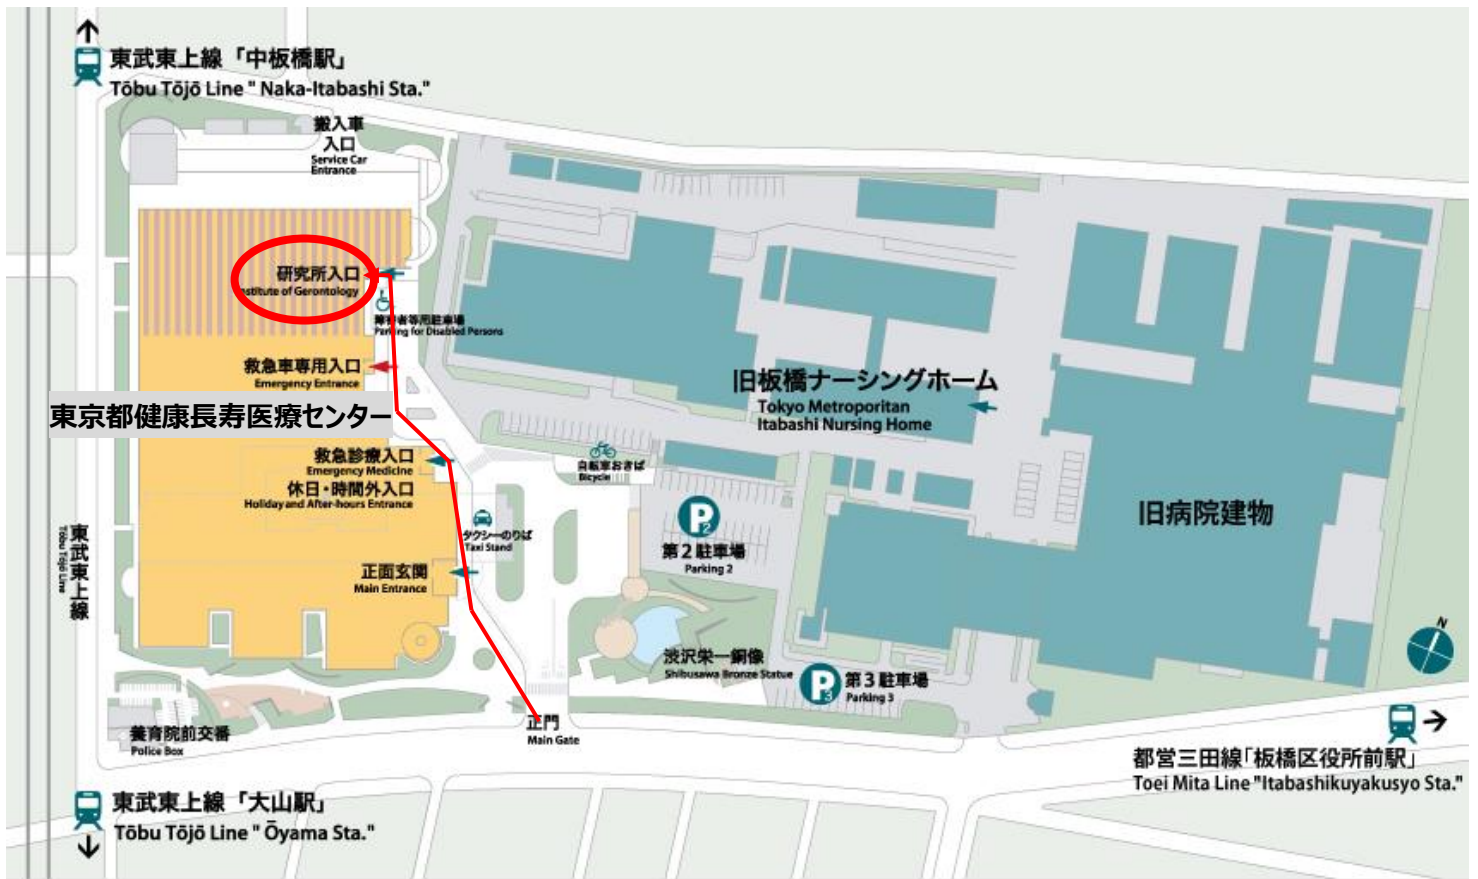 東武東上線「中板橋駅」
Tōbu Tōjō Line " Naka-Itabashi Sta."
搬入車
入口
Service Car
Entrance
研究所入口
nstitute of Gerontology
障害者等用駐車場
Parking for Disabled Persons
救急車専用入口
Emergency Entrance
東京都健康長寿医療センター
救急診療入口
Emergency Medicine
休日・時間外入口
Holiday and After-hours Entrance
タクシーのりば
Taxi Stand
正面玄関
Main Entrance
自転車おきば
Bicycle
旧板橋ナーシングホーム
Tokyo Metroporitan
Itabashi Nursing Home
旧病院建物
P2
第2駐車場
Parking 2
渋沢栄一銅像
Shibusawa Bronze Statue
P3
第3駐車場
Parking 3
東武東上線
Tōbu Tōjō Line
養育院前交番
Police Box
正門
Main Gate
N
都営三田線「板橋区役所前駅」
Toei Mita Line "Itabashikuyakusyo Sta."
東武東上線「大山駅」
Tōbu Tōjō Line " Ōyama Sta."